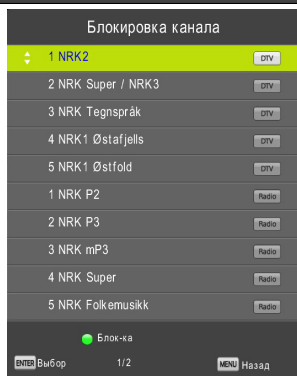 Блокировка канала
1 NRK2 DTV
2 NRK Super / NRK3 DTV
3 NRK Tegnspråk DTV
4 NRK1 Østafjells DTV
5 NRK1 Østfold DTV
1 NRK P2 Radio
2 NRK P3 Radio
3 NRK mP3 Radio
4 NRK Super Radio
5 NRK Folkemusikk Radio
Блок-ка
ENTER Выбор 1/2 MENU Назад